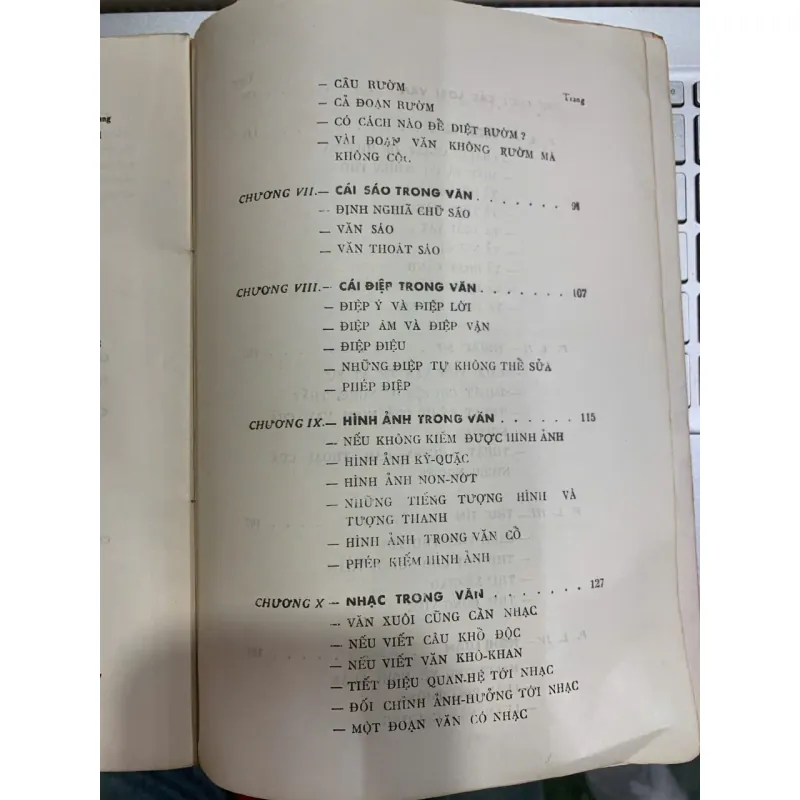 Trang
— CÂU RƯỜM
— CẢ ĐOẠN RƯỜM
— CÓ CÁCH NÀO ĐỂ DIỆT RƯỜM ?
— VÀI ĐOẠN VĂN KHÔNG RƯỜM MÀ
KHÔNG CỘC.
CHƯƠNG VII.— CÁI SÁO TRONG VĂN . . . . . . . 91
— ĐỊNH NGHIÃ CHỮ SÁO
— VĂN SÁO
— VĂN THOÁT SÁO
CHƯƠNG VIII.— CÁI ĐIỆP TRONG VĂN . . . . . . . 107
— ĐIỆP Ý VÀ ĐIỆP LỜI
— ĐIỆP ÂM VÀ ĐIỆP VẬN
— ĐIỆP ĐIỆU
— NHỮNG ĐIỆP TỰ KHÔNG THỂ SỬA
— PHÉP ĐIỆP
CHƯƠNG IX.— HÌNH ẢNH TRONG VĂN . . . . . . 115
— NẾU KHÔNG KIẾM ĐƯỢC HÌNH ẢNH
— HÌNH ẢNH KỲ-QUẶC
— HÌNH ẢNH NON-NỚT
— NHỮNG TIẾNG TƯỢNG HÌNH VÀ
TƯỢNG THANH
— HÌNH ẢNH TRONG VĂN CỔ
— PHÉP KIẾM HÌNH ẢNH
CHƯƠNG X — NHẠC TRONG VĂN . . . . . . . . 127
— VĂN XUÔI CŨNG CẦN NHẠC
— NẾU VIẾT CÂU KHỔ ĐỘC
— NẾU VIẾT VĂN KHÔ-KHAN
— TIẾT ĐIỆU QUAN-HỆ TỚI NHẠC
— ĐỐI CHỈNH ẢNH-HƯỞNG TỚI NHẠC
— MỘT ĐOẠN VĂN CÓ NHẠC